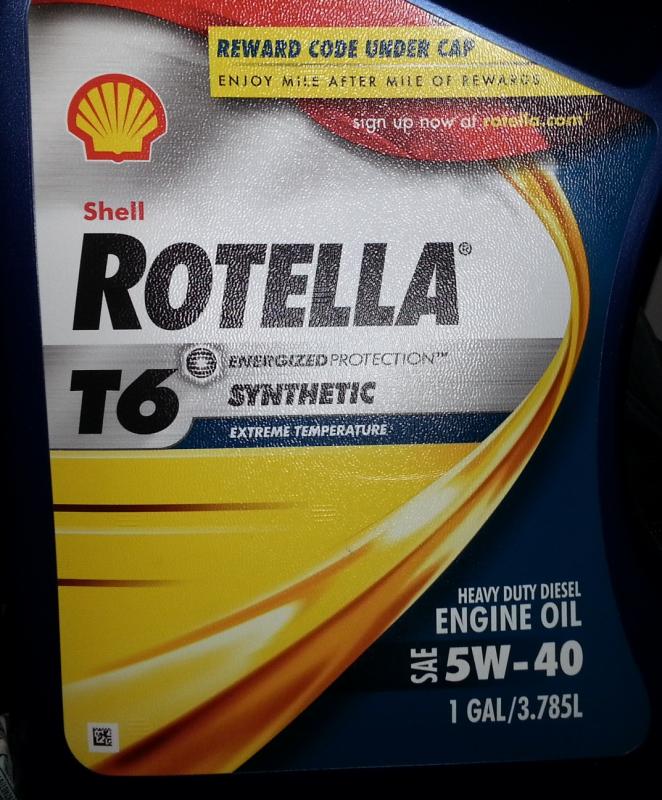 REWARD CODE UNDER CAP
ENJOY MILE AFTER MILE OF REWARDS
sign up now at rotella.com
Shell
ROTELLA®
T6
ENERGIZED PROTECTION™
SYNTHETIC
EXTREME TEMPERATURE
HEAVY DUTY DIESEL
ENGINE OIL
SAE 5W-40
1 GAL/3.785L